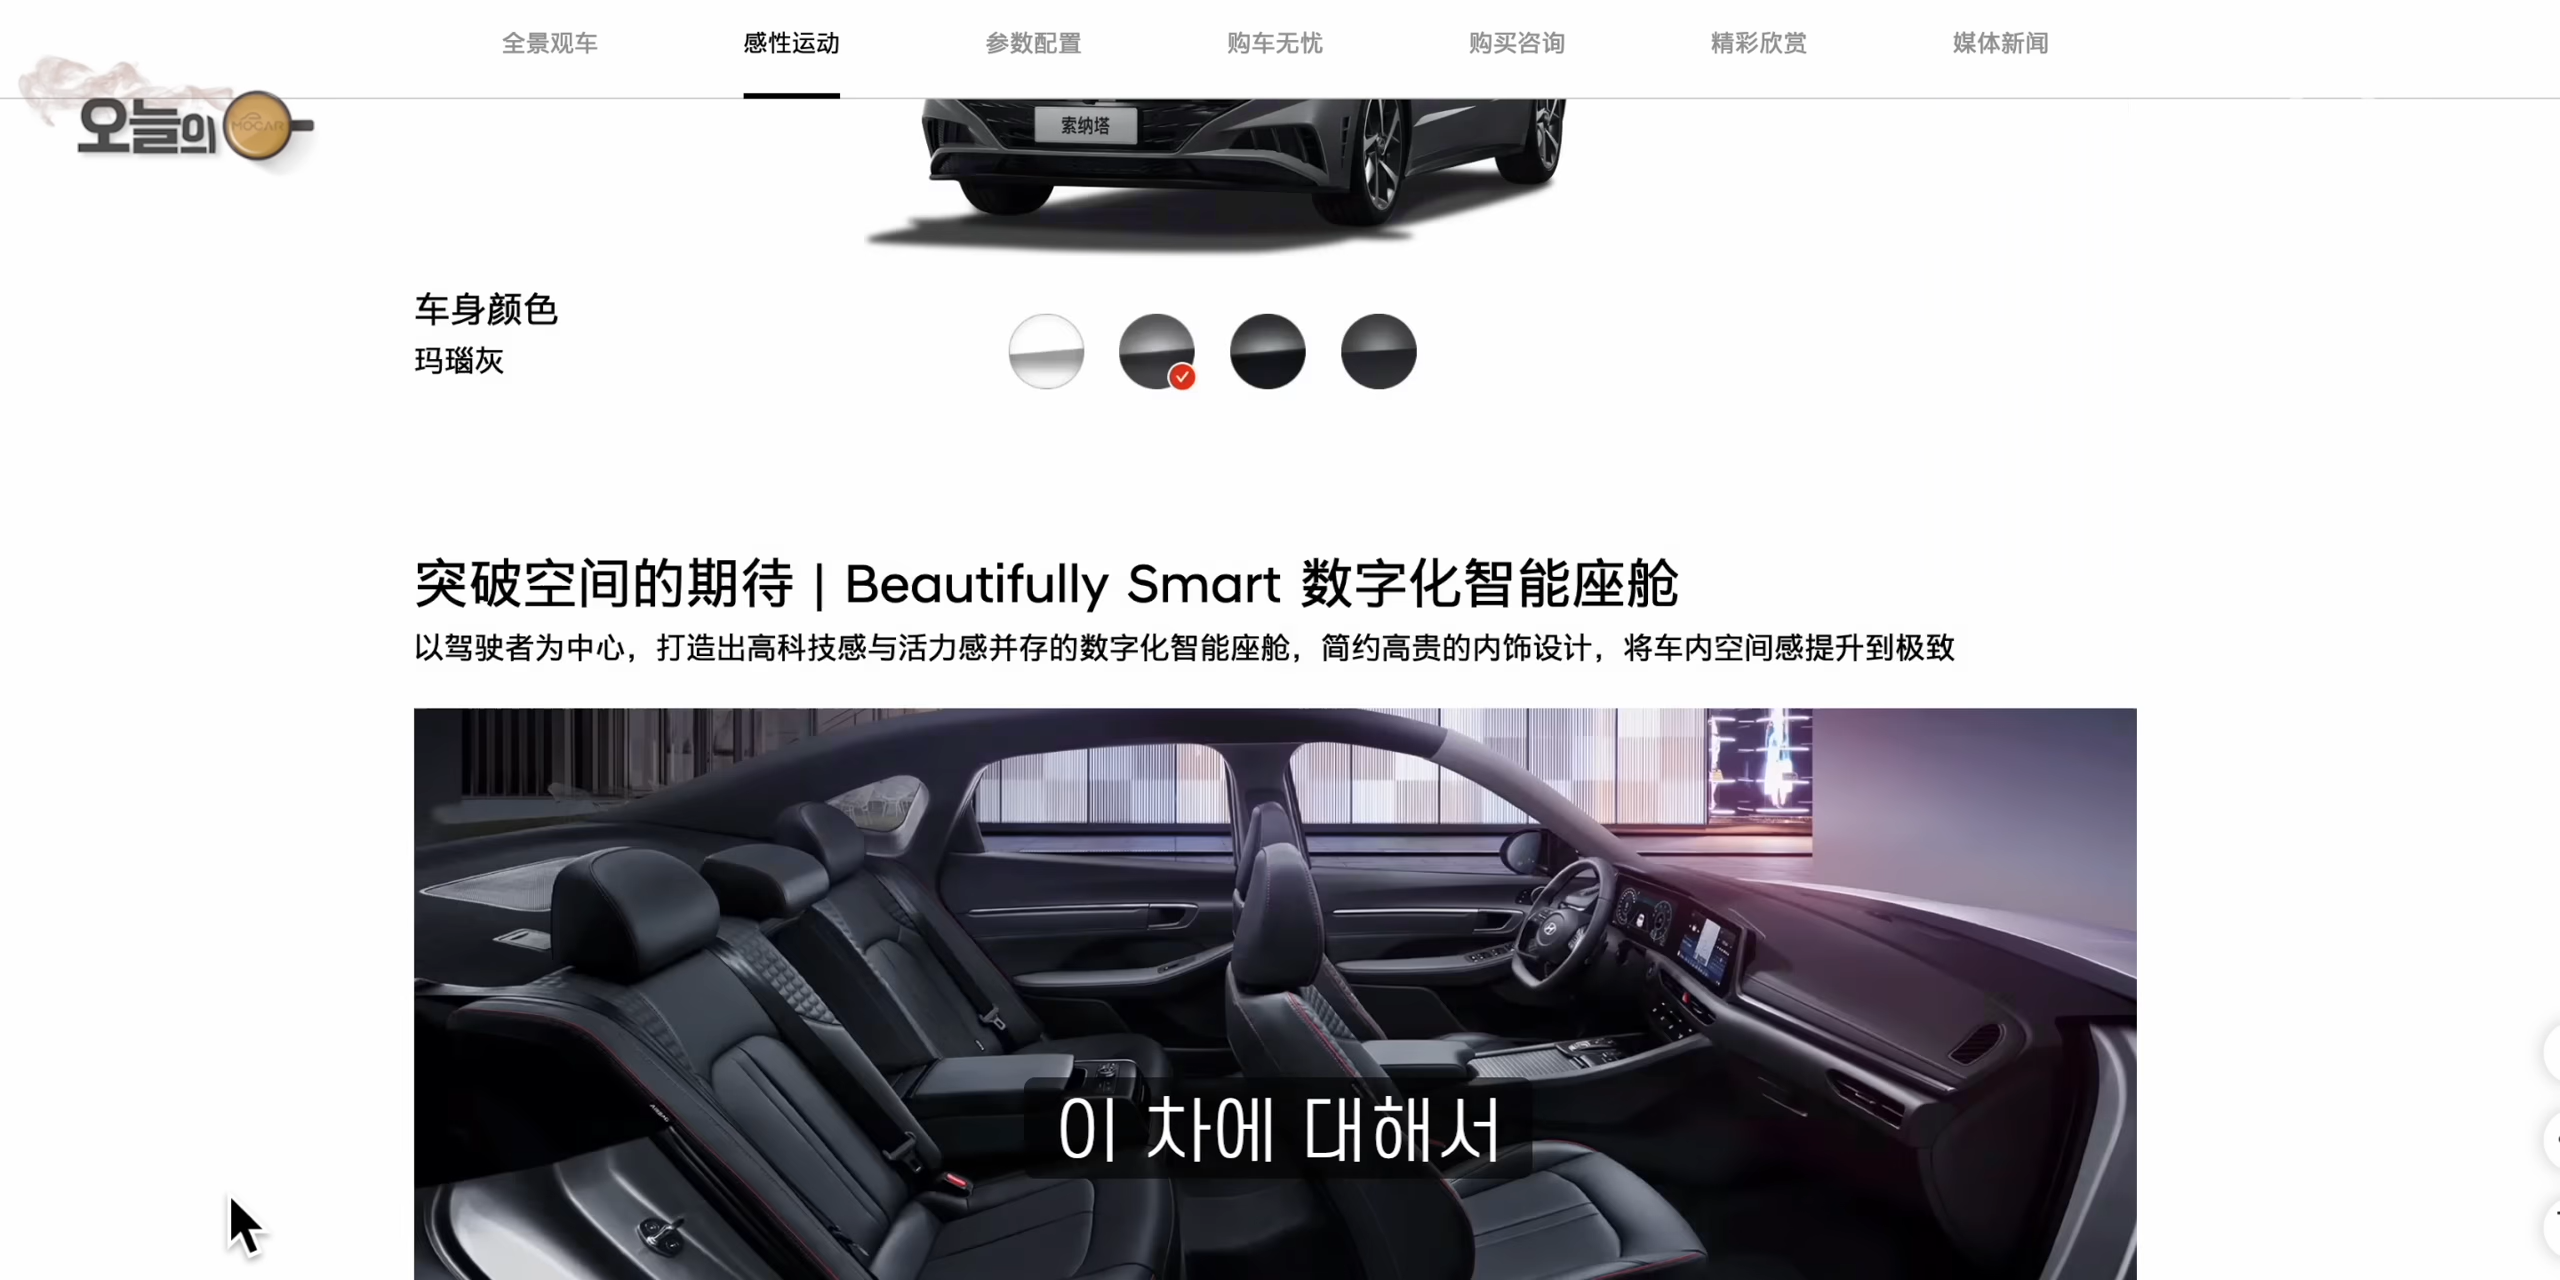 全景观车
感性运动
参数配置
购车无忧
购买咨询
精彩欣赏
媒体新闻
오늘의
MOCAR
索纳塔
车身颜色
玛瑙灰
突破空间的期待 | Beautifully Smart 数字化智能座舱
以驾驶者为中心，打造出高科技感与活力感并存的数字化智能座舱，简约高贵的内饰设计，将车内空间感提升到极致
이 차에 대해서